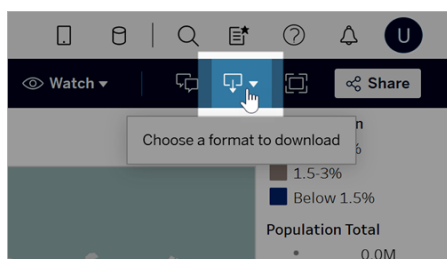 U
Watch
Share
Choose a format to download
n
%
1.5-3%
Below 1.5%
Population Total
0.0M